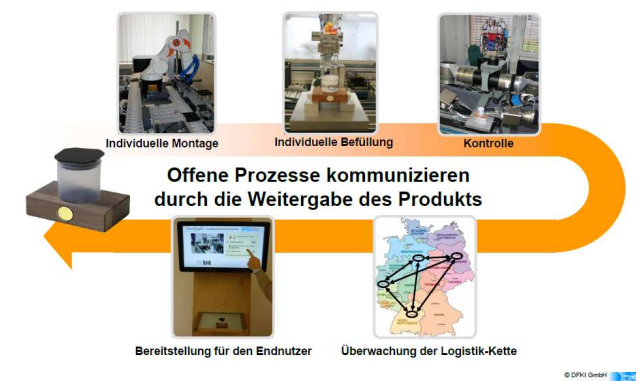 Individuelle Montage
Individuelle Befüllung
Kontrolle
Offene Prozesse kommunizieren
durch die Weitergabe des Produkts
Bereitstellung für den Endnutzer
Überwachung der Logistik-Kette
© DFKI GmbH